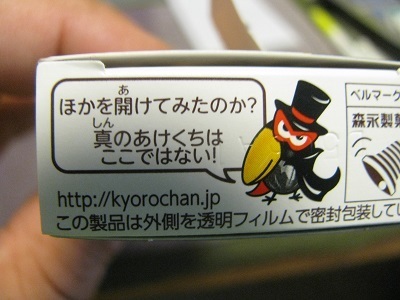 ほかを開けてみたのか?
あ
真のあけくちは
しん
ここではない!
http://kyorochan.jp
この製品は外側を透明フィルムで密封包装してい
ベルマーク
森永製菓